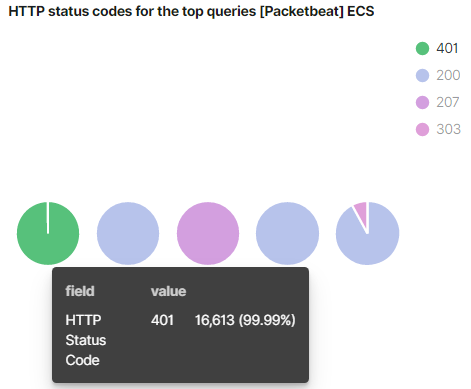 HTTP status codes for the top queries [Packetbeat] ECS
401
200
207
303
field value
HTTP 401 16,613 (99.99%)
Status
Code